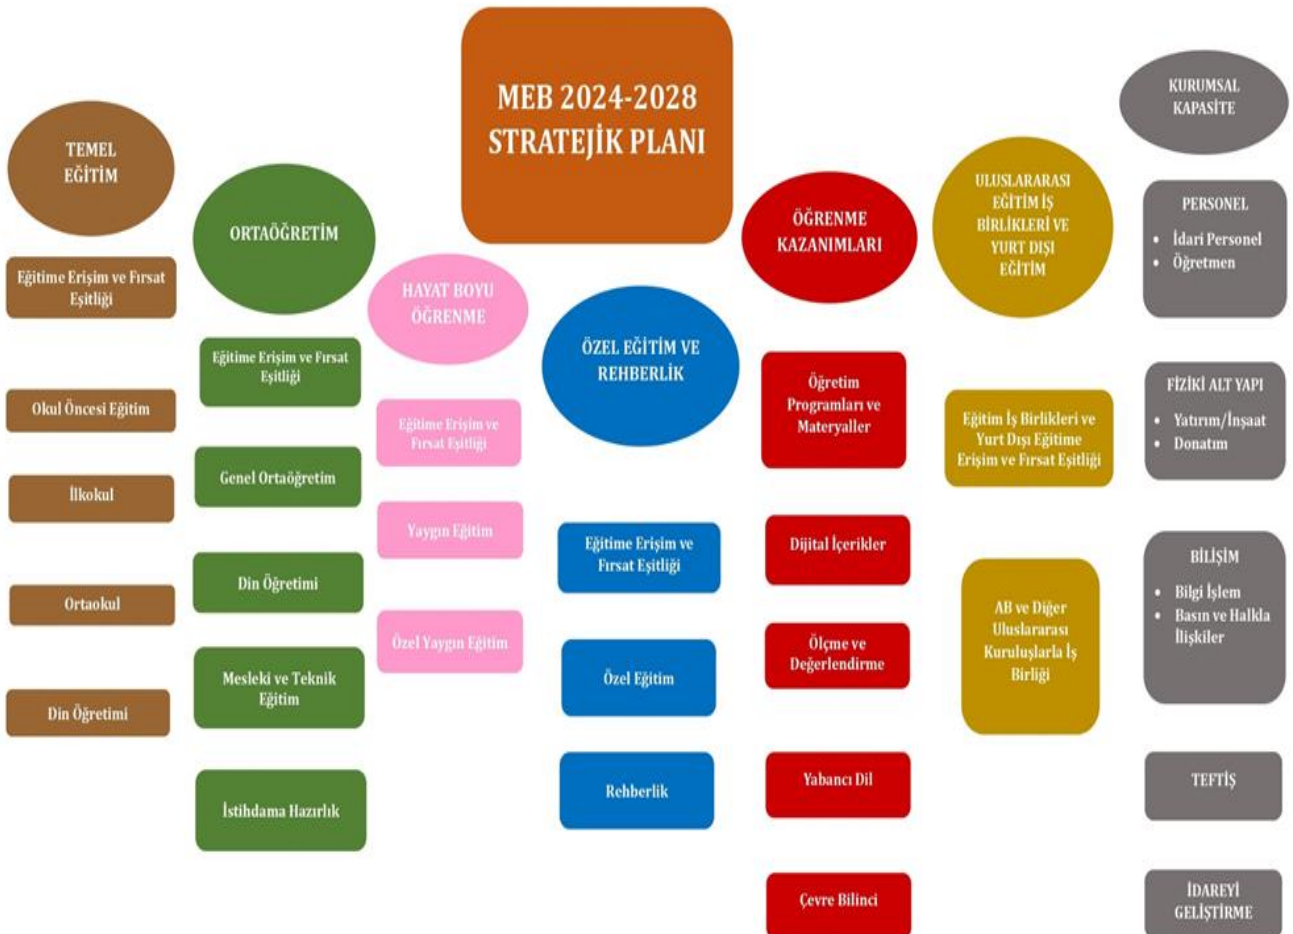 MEB 2024-2028
STRATEJİK PLANI
TEMEL
EĞİTİM
Eğitime Erişim ve Fırsat
Eşitliği
Okul Öncesi Eğitim
İlkokul
Ortaokul
Din Öğretimi
ORTAÖĞRETİM
Eğitime Erişim ve Fırsat
Eşitliği
Genel Ortaöğretim
Din Öğretimi
Mesleki ve Teknik
Eğitim
İstihdama Hazırlık
HAYAT BOYU
ÖĞRENME
Eğitime Erişim ve
Fırsat Eşitliği
Yaygın Eğitim
Özel Yaygın Eğitim
ÖZEL EĞİTİM VE
REHBERLİK
Eğitime Erişim ve
Fırsat Eşitliği
Özel Eğitim
Rehberlik
ÖĞRENME
KAZANIMLARI
Öğretim
Programları ve
Materyaller
Dijital İçerikler
Ölçme ve
Değerlendirme
Yabancı Dil
Çevre Bilinci
ULUSLARARASI
EĞİTİM İŞ
BİRLİKLERİ VE
YURT DIŞI
EĞİTİM
Eğitim İş Birlikleri ve
Yurt Dışı Eğitime
Erişim ve Fırsat Eşitliği
AB ve Diğer
Uluslararası
Kuruluşlarla İş
Birliği
KURUMSAL
KAPASİTE
PERSONEL
• İdari Personel
• Öğretmen
FİZİKİ ALT YAPI
• Yatırım/İnşaat
• Donatım
BİLİŞİM
• Bilgi İşlem
• Basın ve Halkla
İlişkiler
TEFTİŞ
İDAREYİ
GELİŞTİRME